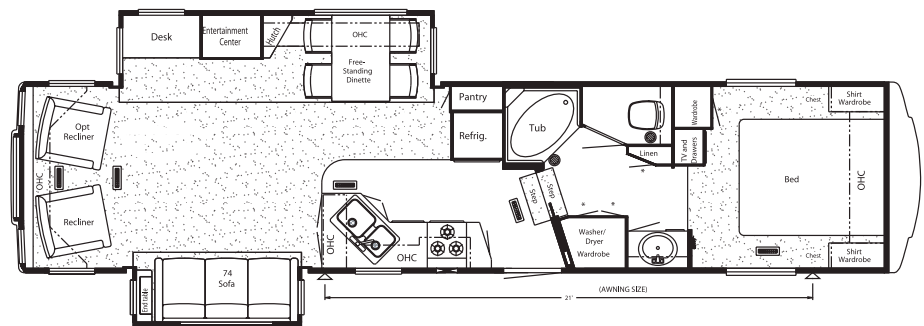 Desk
Entertainment
Center
Hutch
OHC
Free-
Standing
Dinette
Opt
Recliner
OHC
Recliner
Pantry
Refrig.
Tub
Linen
Wardrobe
TV and
Drawers
Chest
Shirt
Wardrobe
Bed
OHC
Step
Step
OHC
OHC
Washer/
Dryer
Wardrobe
Chest
Shirt
Wardrobe
End table
74
Sofa
(AWNING SIZE)
21'